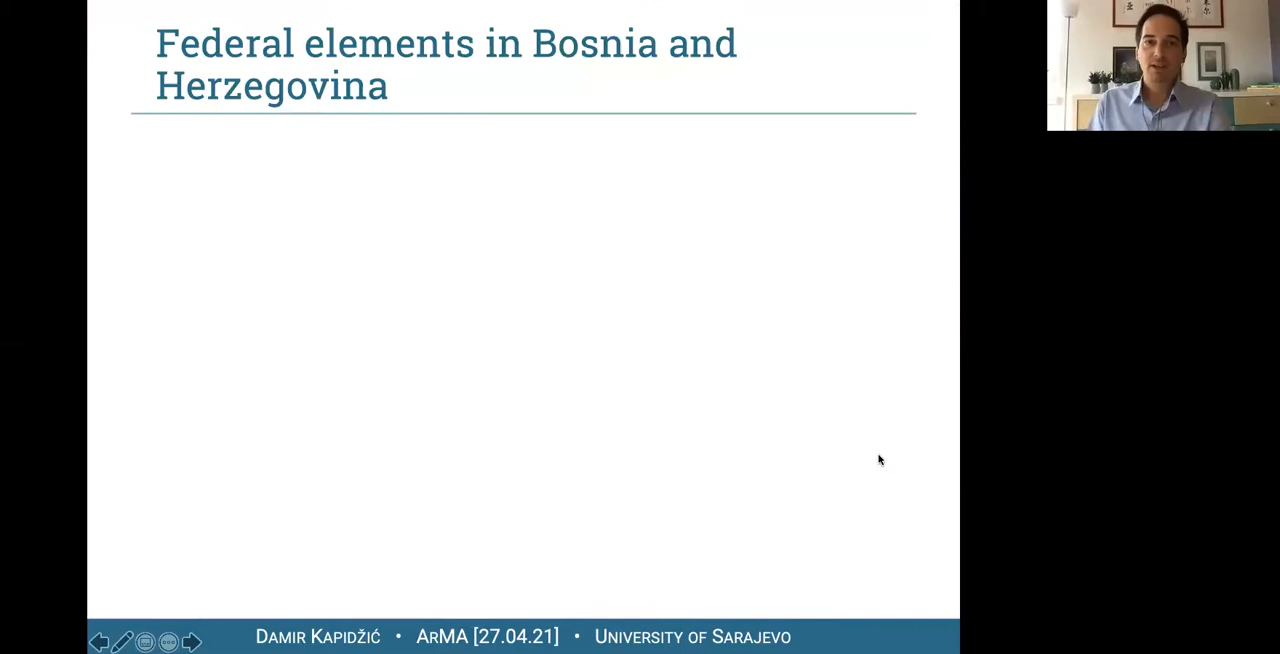 Federal elements in Bosnia and
Herzegovina
DAMIR KAPIDŽIĆ • ARMA [27.04.21] • UNIVERSITY OF SARAJEVO